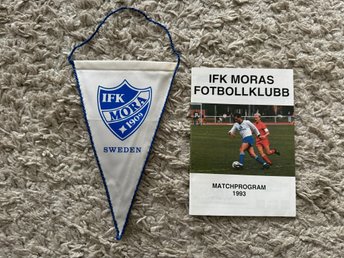 IFK
MORA
1909
SWEDEN
IFK MORAS
FOTBOLLKLUBB
MATCHPROGRAM
1993